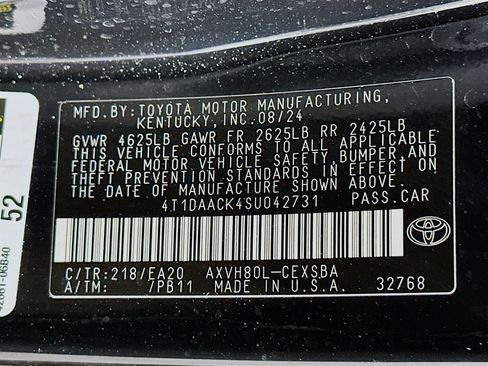 MFD.BY:TOYOTA MOTOR MANUFACTURING,
KENTUCKY, INC.08/24
GVWR 4625LB GAWR FR 2625LB RR 2425LB
THIS VEHICLE CONFORMS TO ALL APPLICABLE
FEDERAL MOTOR VEHICLE SAFETY, BUMPER, AND
THEFT PREVENTION STANDARDS IN EFFECT ON
THE DATE OF MANUFACTURE SHOWN ABOVE.
4T1DAACK4SU042731 PASS.CAR
C/TR:218/EA20 AXVH80L-CEXSBA
A/TM: /PB11 MADE IN U.S.A. 32768
52